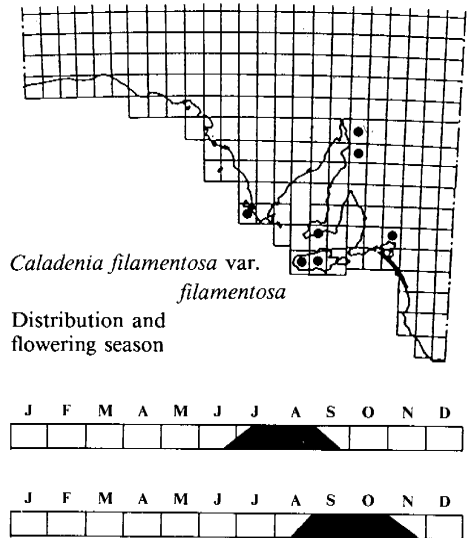 Caladenia filamentosa var.
filamentosa
Distribution and
flowering season
J F M A M J J A S O N D
J F M A M J J A S O N D